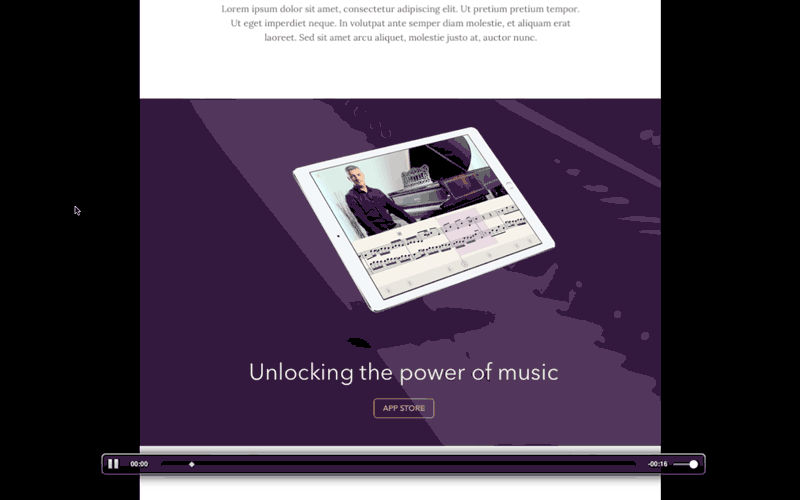 Lorem ipsum dolor sit amet, consectetur adipiscing elit. Ut pretium pretium tempor.
Ut eget imperdiet neque. In volutpat ante semper diam molestie, et aliquam erat
laoreet. Sed sit amet arcu aliquet, molestie justo at, auctor nunc.
Unlocking the power of music
APP STORE
00:00
-00:16